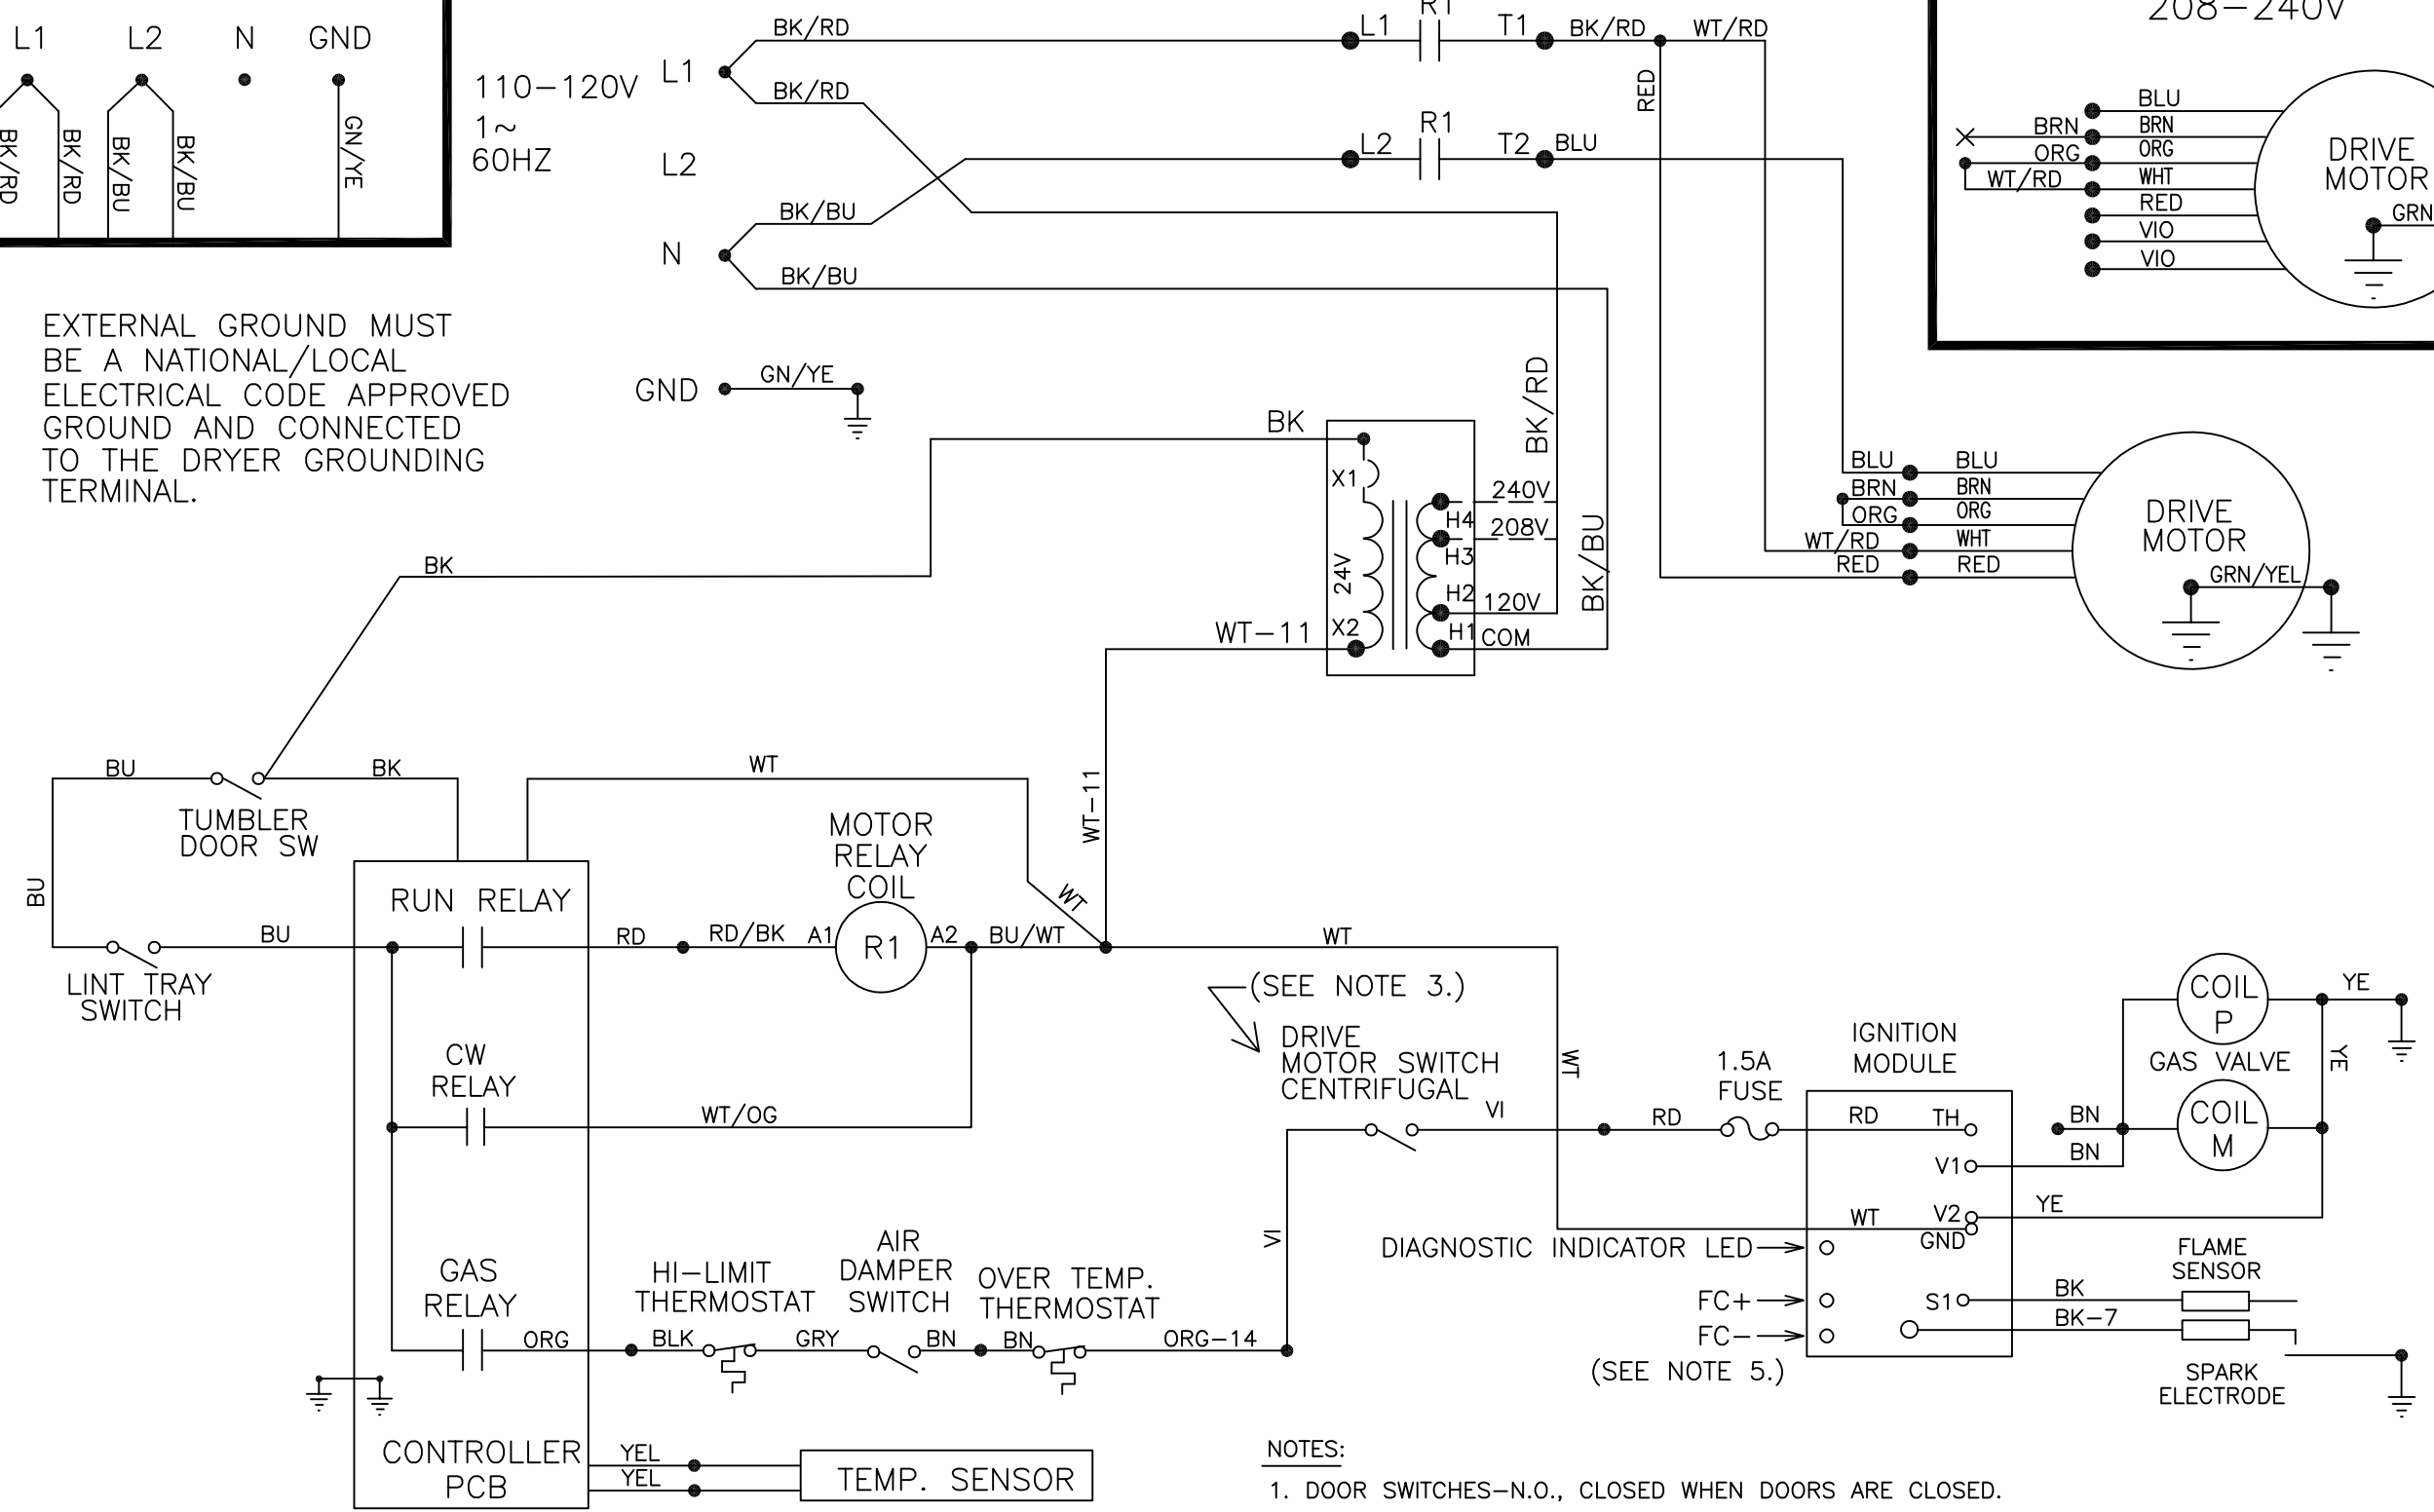 L1 L2 N GND
BK/RD
BK/RD
BK/BU
BK/BU
GN/YE
110-120V
1~
60HZ
L1
BK/RD
BK/RD
L1
R1
T1
BK/RD
WT/RD
L2
BK/BU
L2
R1
T2
BLU
RED
N
BK/BU
208-240V
BLU
BRN BRN
ORG ORG
WT/RD WHT
RED
VIO
VIO
DRIVE
MOTOR
GRN
EXTERNAL GROUND MUST
BE A NATIONAL/LOCAL
ELECTRICAL CODE APPROVED
GROUND AND CONNECTED
TO THE DRYER GROUNDING
TERMINAL.
GND
GN/YE
BK
BK/RD
BK/BU
X1
24V
X2
240V
H4
208V
H3
H2
120V
H1
COM
WT-11
BLU BLU
BRN BRN
ORG ORG
WT/RD WHT
RED RED
DRIVE
MOTOR
GRN/YEL
BK
BU
BK
TUMBLER
DOOR SW
WT
WT-11
WT
BU
RUN RELAY
MOTOR
RELAY
COIL
BU
RD
RD/BK
A1
R1
A2
BU/WT
WT
LINT TRAY
SWITCH
CW
RELAY
WT/OG
(SEE NOTE 3.)
DRIVE
MOTOR SWITCH
CENTRIFUGAL
VI
WT
RD
1.5A
FUSE
IGNITION
MODULE
RD
TH
V1
WT
V2
GND
S1
COIL
P
YE
GAS VALVE
YE
BN
COIL
M
BN
YE
DIAGNOSTIC INDICATOR LED
FC+
FC-
(SEE NOTE 5.)
FLAME
SENSOR
BK
BK-7
SPARK
ELECTRODE
GAS
RELAY
ORG
HI-LIMIT
THERMOSTAT
BLK
GRY
AIR
DAMPER
SWITCH
BN
OVER TEMP.
THERMOSTAT
BN
ORG-14
VI
CONTROLLER
PCB
YEL
YEL
TEMP. SENSOR
NOTES:
1. DOOR SWITCHES-N.O., CLOSED WHEN DOORS ARE CLOSED.